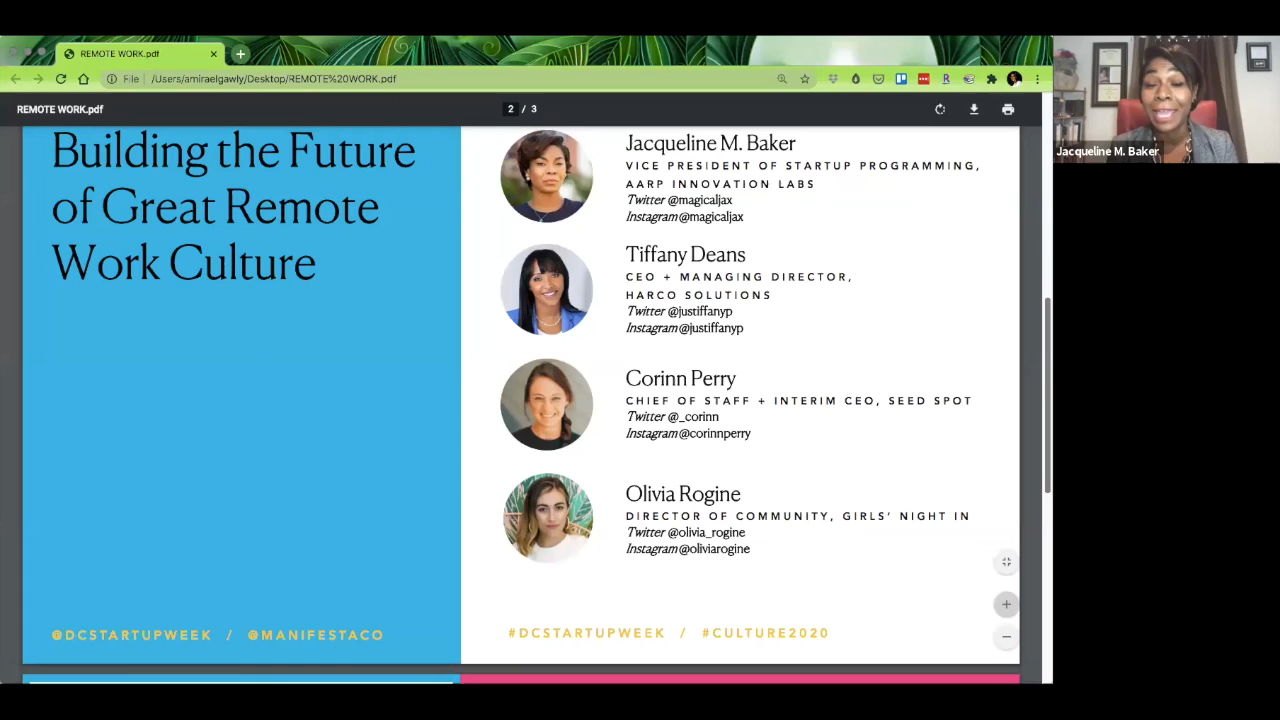 REMOTE WORK.pdf
File
/Users/amiraelgawly/Desktop/REMOTE%20WORK.pdf
REMOTE WORK.pdf
2 / 3
Building the Future
of Great Remote
Work Culture
@DCSTARTUPWEEK / @MANIFESTACO
Jacqueline M. Baker
VICE PRESIDENT OF STARTUP PROGRAMMING,
AARP INNOVATION LABS
Twitter @magicaljax
Instagram @magicaljax
Tiffany Deans
CEO + MANAGING DIRECTOR,
HARCO SOLUTIONS
Twitter @justiffanyp
Instagram @justiffanyp
Corinn Perry
CHIEF OF STAFF + INTERIM CEO, SEED SPOT
Twitter @_corinn
Instagram @corinnperry
Olivia Rogine
DIRECTOR OF COMMUNITY, GIRLS’ NIGHT IN
Twitter @olivia_rogine
Instagram @oliviarogine
#DCSTARTUPWEEK / #CULTURE2020
Jacqueline M. Baker